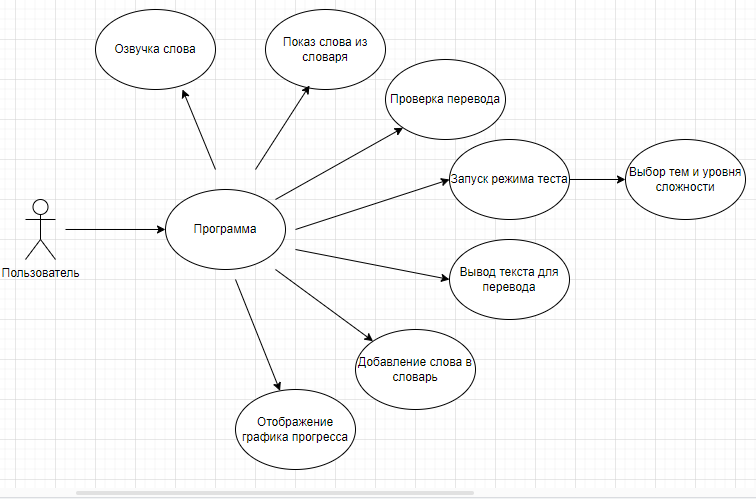 Озвучка слова
Показ слова из
словаря
Проверка перевода
Запуск режима теста
Выбор тем и уровня
сложности
Программа
Пользователь
Вывод текста для
перевода
Добавление слова в
словарь
Отображение
графика прогресса